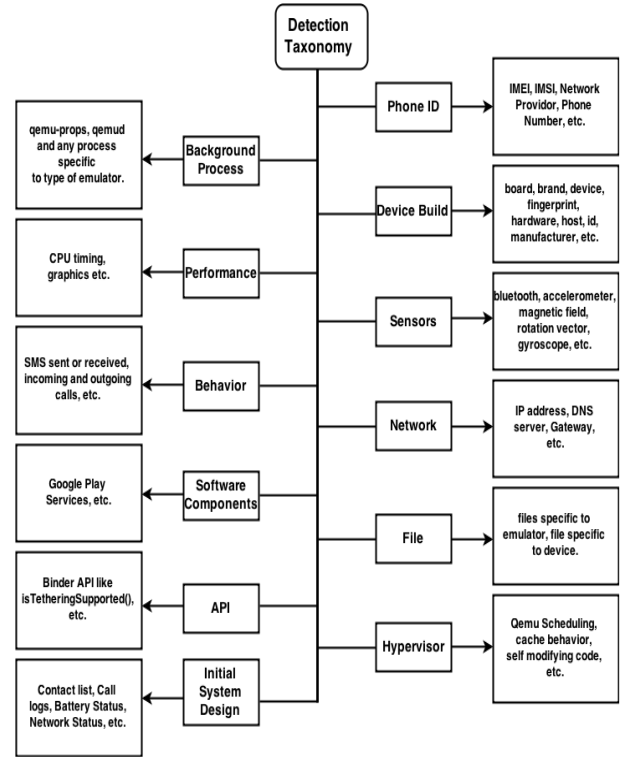 Detection
Taxonomy
Phone ID
IMEI, IMSI, Network
Providor, Phone
Number, etc.
qemu-props, qemud
and any process
specific
to type of emulator.
Background
Process
Device Build
board, brand, device,
fingerprint,
hardware, host, id,
manufacturer, etc.
CPU timing,
graphics etc.
Performance
Sensors
bluetooth, accelerometer,
magnetic field,
rotation vector,
gyroscope, etc.
SMS sent or received,
incoming and outgoing
calls, etc.
Behavior
Network
IP address, DNS
server, Gateway,
etc.
Google Play
Services, etc.
Software
Components
File
files specific to
emulator, file specific
to device.
Binder API like
isTetheringSupported(),
etc.
API
Hypervisor
Qemu Scheduling,
cache behavior,
self modifying code,
etc.
Contact list, Call
logs, Battery Status,
Network Status, etc.
Initial
System
Design